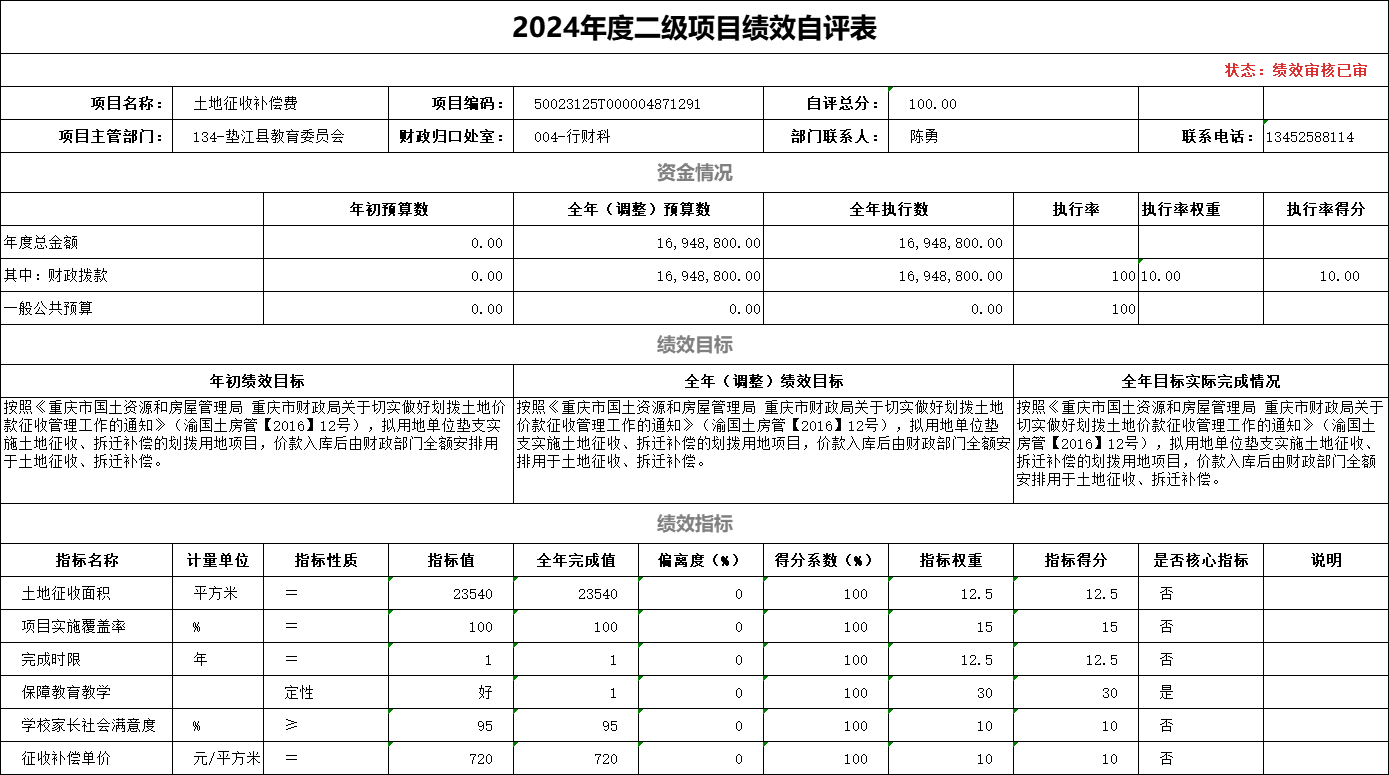 2024年度二级项目绩效自评表
状态：绩效审核已审
项目名称： 土地征收补偿费 项目编码： 50023125T000004871291 自评总分： 100.00
项目主管部门： 134-垫江县教育委员会 财政归口处室： 004-行财科 部门联系人： 陈勇 联系电话： 13452588114
资金情况
年初预算数 全年（调整）预算数 全年执行数 执行率 执行率权重 执行率得分
年度总金额 0.00 16,948,800.00 16,948,800.00
其中：财政拨款 0.00 16,948,800.00 16,948,800.00 100 10.00 10.00
一般公共预算 0.00 0.00 0.00 100
绩效目标
年初绩效目标 全年（调整）绩效目标 全年目标实际完成情况
按照《重庆市国土资源和房屋管理局 重庆市财政局关于切实做好划拨土地价
款征收管理工作的通知》（渝国土房管【2016】12号），拟用地单位垫支实
施土地征收、拆迁补偿的划拨用地项目，价款入库后由财政部门全额安排用
于土地征收、拆迁补偿。
按照《重庆市国土资源和房屋管理局 重庆市财政局关于切实做好划拨土地
价款征收管理工作的通知》（渝国土房管【2016】12号），拟用地单位垫
支实施土地征收、拆迁补偿的划拨用地项目，价款入库后由财政部门全额安
排用于土地征收、拆迁补偿。
按照《重庆市国土资源和房屋管理局 重庆市财政局关于
切实做好划拨土地价款征收管理工作的通知》（渝国土
房管【2016】12号），拟用地单位垫支实施土地征收、
拆迁补偿的划拨用地项目，价款入库后由财政部门全额
安排用于土地征收、拆迁补偿。
绩效指标
指标名称 计量单位 指标性质 指标值 全年完成值 偏离度（%） 得分系数（%） 指标权重 指标得分 是否核心指标 说明
土地征收面积 平方米 ＝ 23540 23540 0 100 12.5 12.5 否
项目实施覆盖率 % ＝ 100 100 0 100 15 15 否
完成时限 年 ＝ 1 1 0 100 12.5 12.5 否
保障教育教学 定性 好 1 0 100 30 30 是
学校家长社会满意度 % ≥ 95 95 0 100 10 10 否
征收补偿单价 元/平方米 ＝ 720 720 0 100 10 10 否